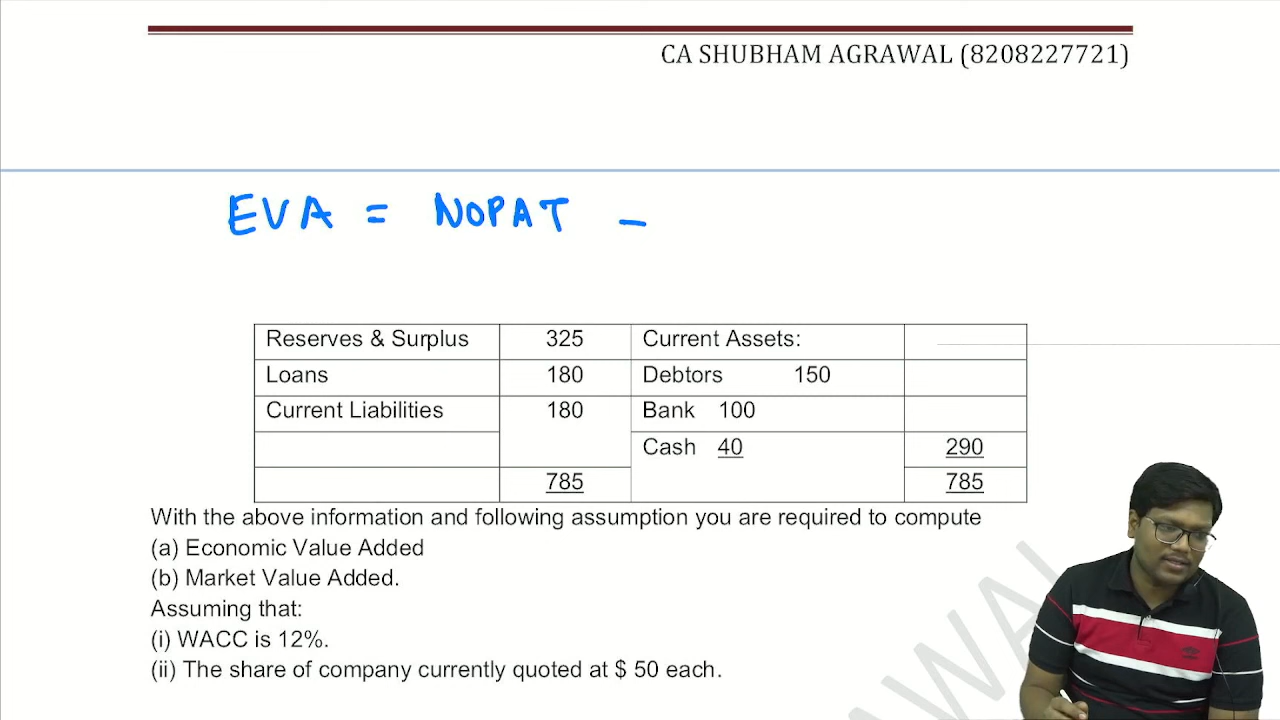 CA SHUBHAM AGRAWAL (8208227721)
EVA = NOPAT –
Reserves & Surplus 325 Current Assets:
Loans 180 Debtors 150
Current Liabilities 180 Bank 100
Cash 40 290
785 785
With the above information and following assumption you are required to compute
(a) Economic Value Added
(b) Market Value Added.
Assuming that:
(i) WACC is 12%.
(ii) The share of company currently quoted at $ 50 each.